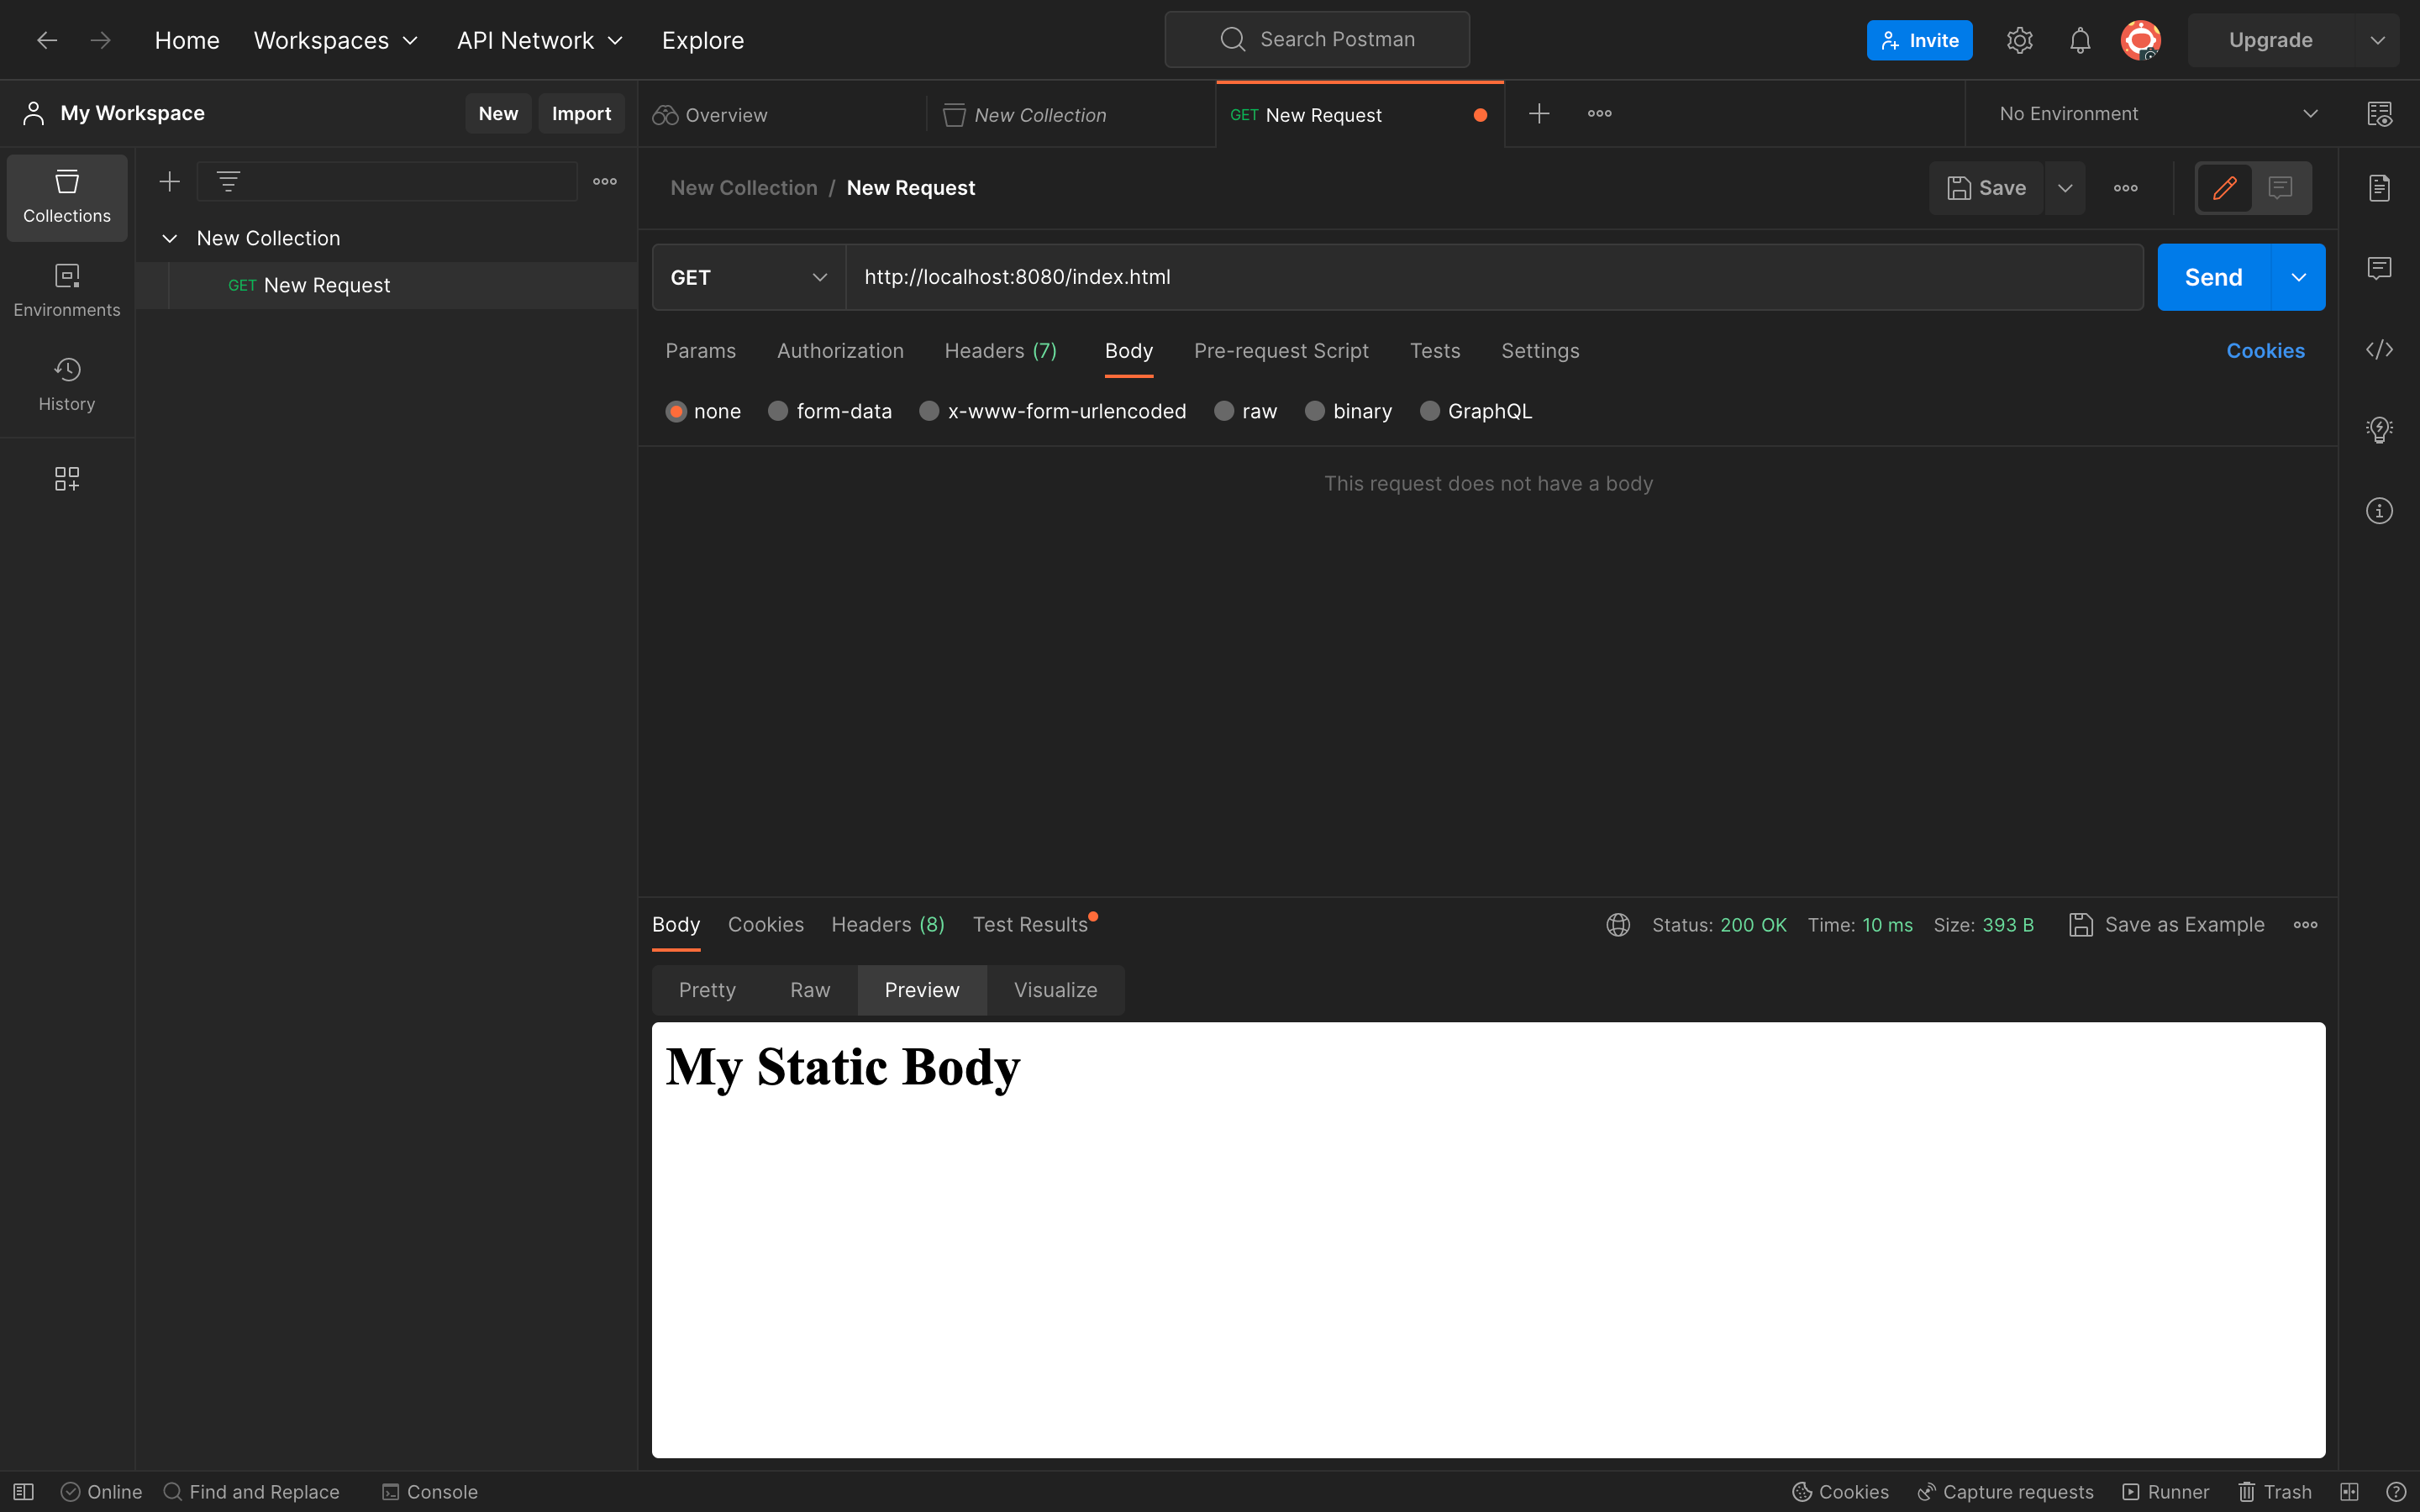 Home Workspaces API Network Explore Search Postman Invite Upgrade
My Workspace New Import Overview New Collection GET New Request No Environment
Collections
Environments
History
New Collection
GET New Request
New Collection / New Request Save
GET http://localhost:8080/index.html Send
Params Authorization Headers (7) Body Pre-request Script Tests Settings Cookies
none form-data x-www-form-urlencoded raw binary GraphQL
This request does not have a body
Body Cookies Headers (8) Test Results Status: 200 OK Time: 10 ms Size: 393 B Save as Example
Pretty Raw Preview Visualize
My Static Body
Online Find and Replace Console Cookies Capture requests Runner Trash